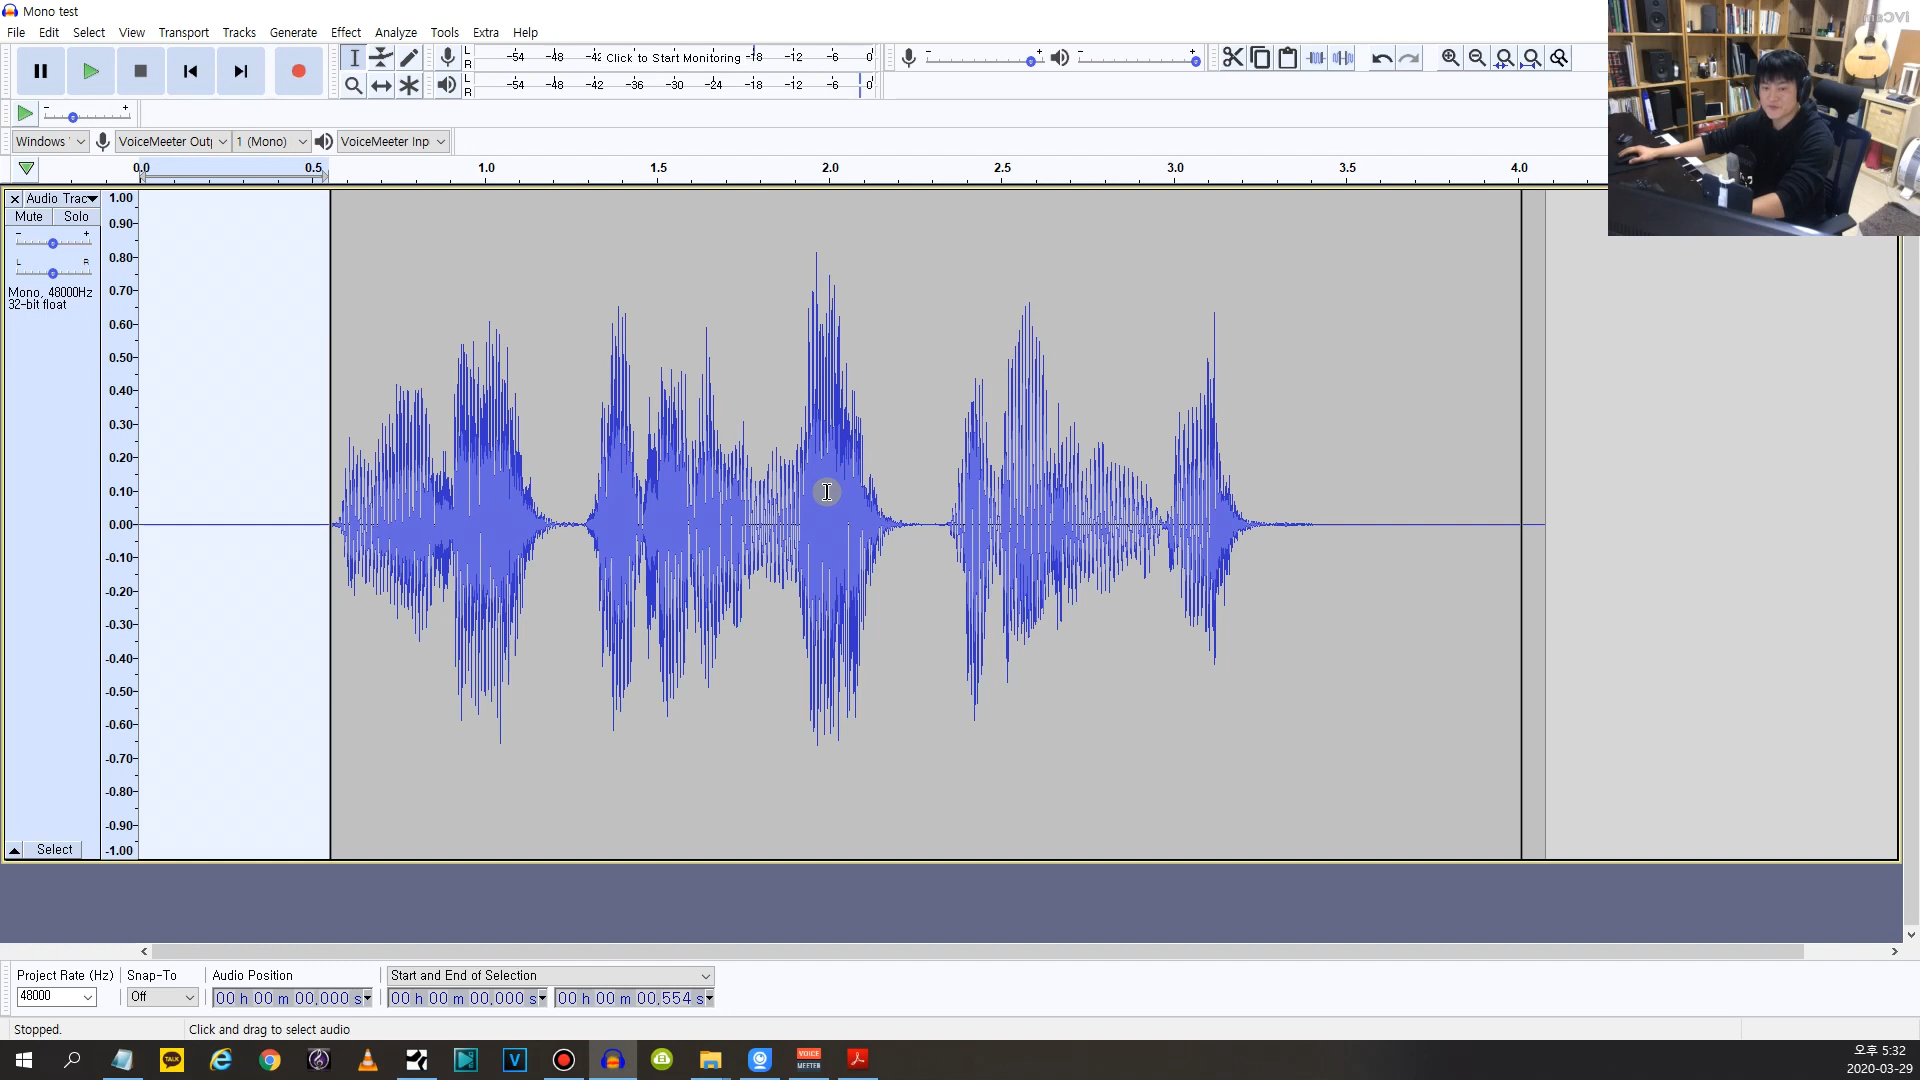 Mono test
File Edit Select View Transport Tracks Generate Effect Analyze Tools Extra Help
L R -54 -48 -42 Click to Start Monitoring -18 -12 -6 0 - + - +
L R -54 -48 -42 -36 -30 -24 -18 -12 -6 0
- +
Windows VoiceMeeter Out 1 (Mono) VoiceMeeter Inp
0.0 0.5 1.0 1.5 2.0 2.5 3.0 3.5 4.0
Audio Trac
Mute Solo
- +
L R
Mono, 48000Hz
32-bit float
Select
1.00
0.90
0.80
0.70
0.60
0.50
0.40
0.30
0.20
0.10
0.00
-0.10
-0.20
-0.30
-0.40
-0.50
-0.60
-0.70
-0.80
-0.90
-1.00
iVCam
Project Rate (Hz) Snap-To Audio Position Start and End of Selection
48000 Off 00 h 00 m 00.000 s 00 h 00 m 00.000 s 00 h 00 m 00.554 s
Stopped. Click and drag to select audio
TALK
V
VOICE
MEETER
오후 5:32
2020-03-29